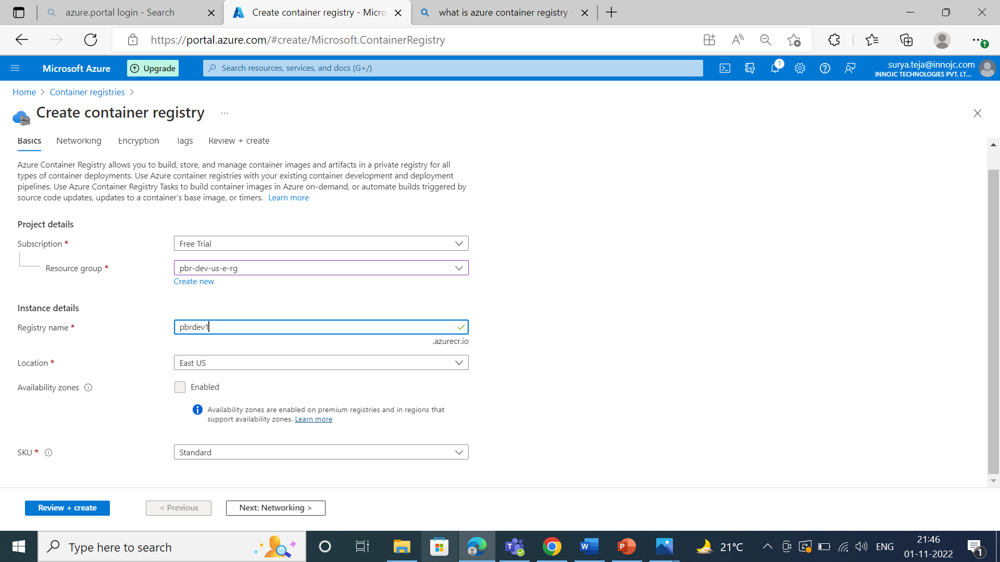 azure.portal login - Search
Create container registry - Micro
what is azure container registry -
https://portal.azure.com/#create/Microsoft.ContainerRegistry
Microsoft Azure
Upgrade
Search resources, services, and docs (G+/)
1
surya.teja@innojc.com
INNOJC TECHNOLOGIES PVT. LT...
Home > Container registries >
Create container registry ...
Basics Networking Encryption Tags Review + create
Azure Container Registry allows you to build, store, and manage container images and artifacts in a private registry for all
types of container deployments. Use Azure container registries with your existing container development and deployment
pipelines. Use Azure Container Registry Tasks to build container images in Azure on-demand, or automate builds triggered by
source code updates, updates to a container's base image, or timers. Learn more
Project details
Subscription *
Free Trial
Resource group *
pbr-dev-us-e-rg
Create new
Instance details
Registry name *
pbrdev1
.azurecr.io
Location *
East US
Availability zones
Enabled
Availability zones are enabled on premium registries and in regions that
support availability zones. Learn more
SKU *
Standard
Review + create
< Previous
Next: Networking >
Type here to search
21°C
ENG
21:46
01-11-2022
1